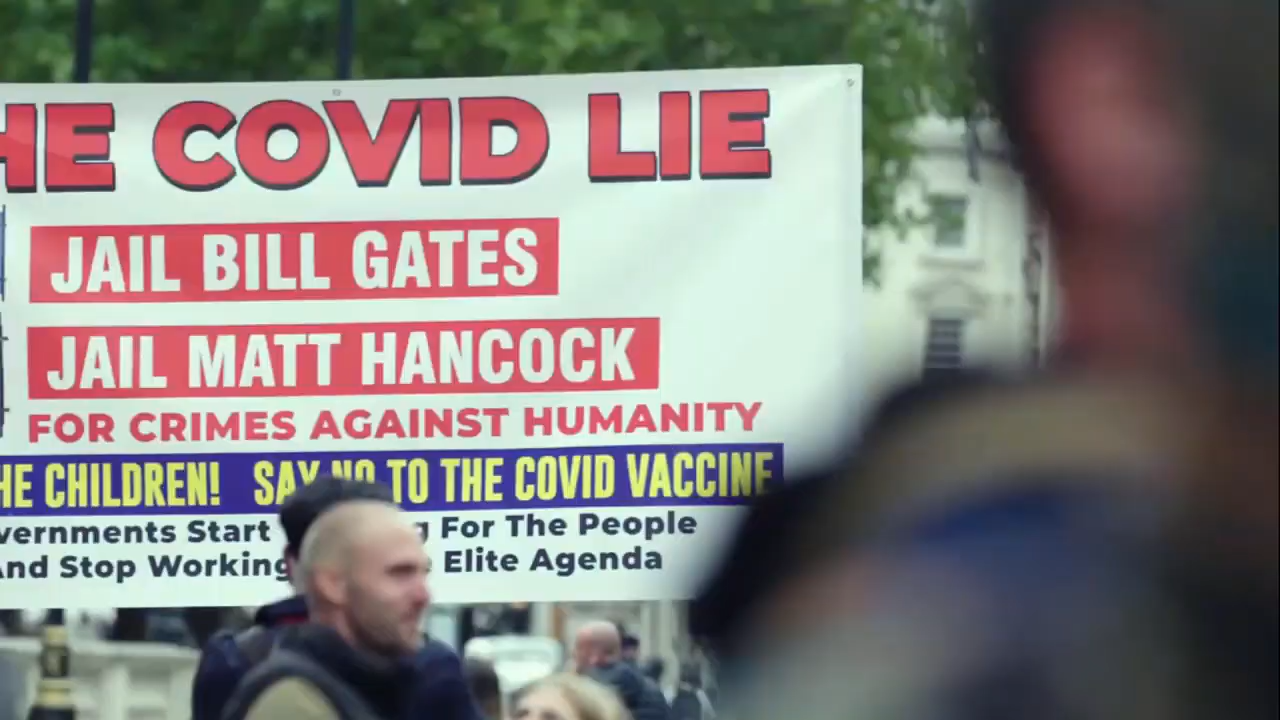 HE COVID LIE
JAIL BILL GATES
JAIL MATT HANCOCK
FOR CRIMES AGAINST HUMANITY
HE CHILDREN! SAY NO TO THE COVID VACCINE
vernments Start g For The People
And Stop Working Elite Agenda